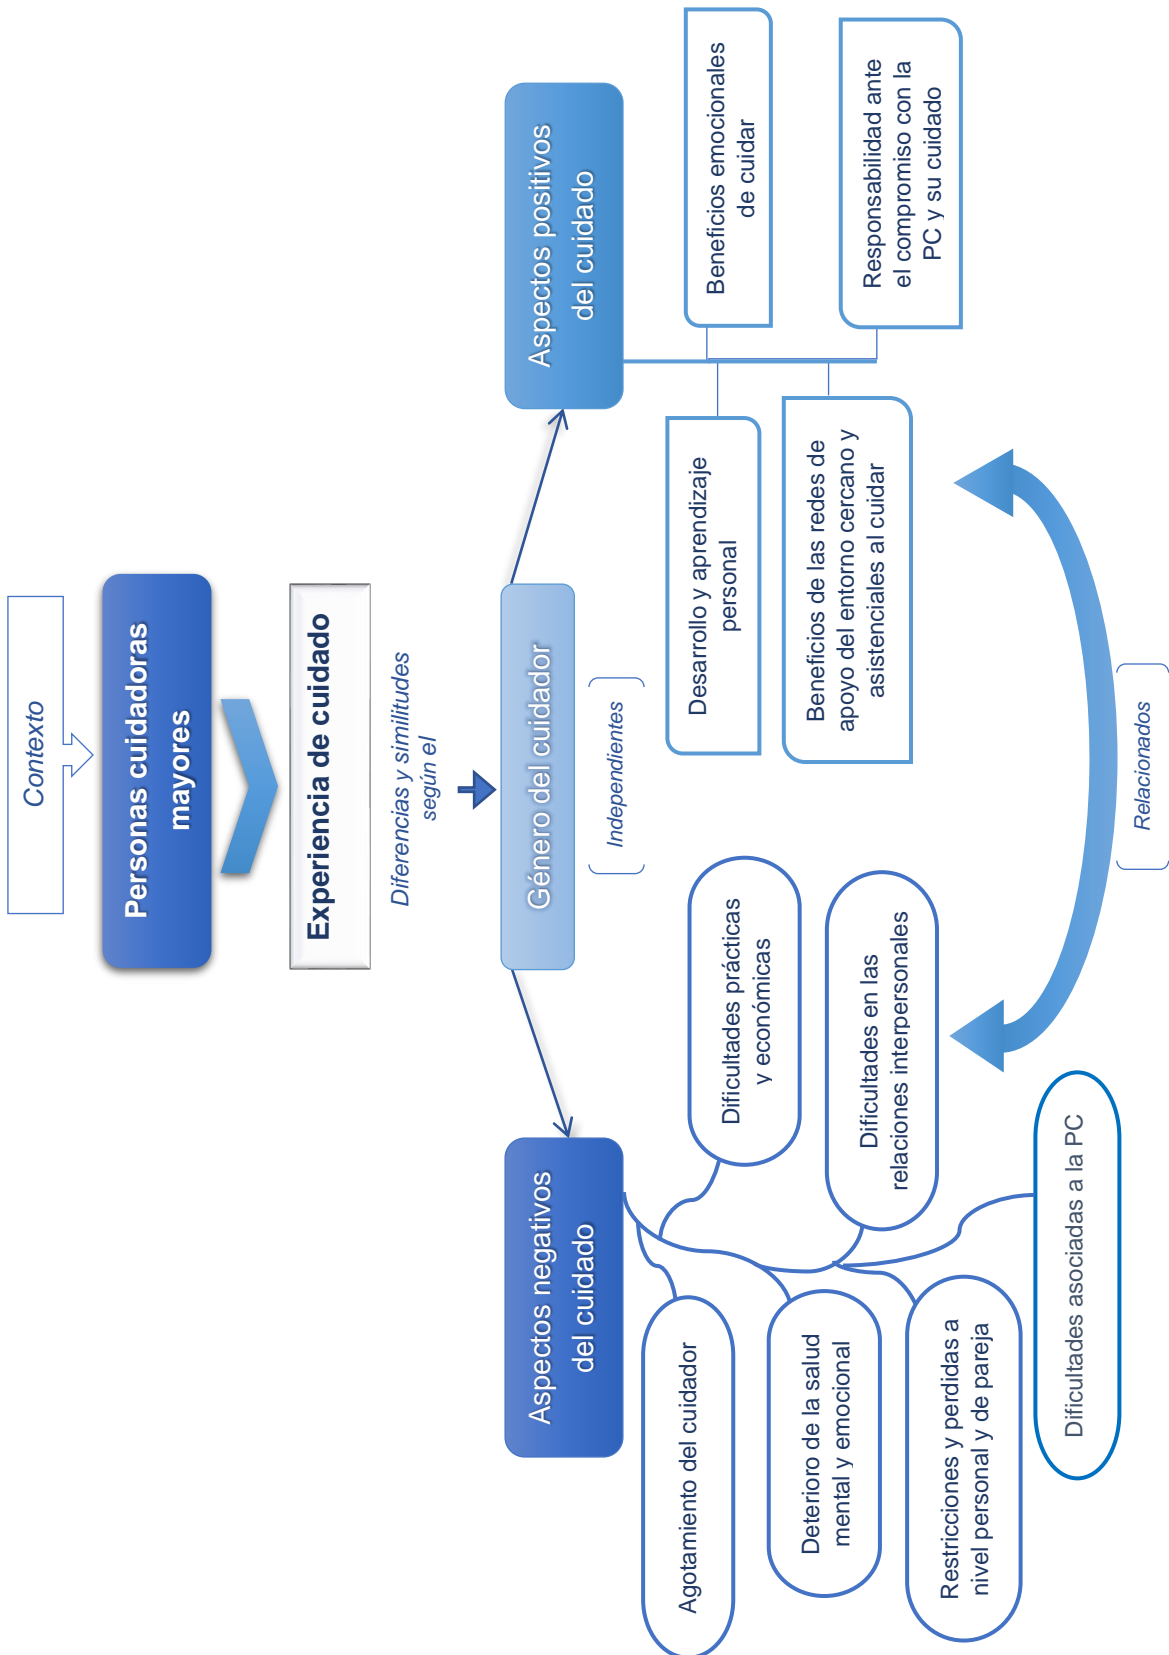 Contexto
Personas cuidadoras
mayores
Experiencia de cuidado
Diferencias y similitudes
según el
Género del cuidador
Independientes
Aspectos negativos
del cuidado
Agotamiento del cuidador
Dificultades prácticas
y económicas
Deterioro de la salud
mental y emocional
Dificultades en las
relaciones interpersonales
Restricciones y perdidas a
nivel personal y de pareja
Dificultades asociadas a la PC
Aspectos positivos
del cuidado
Desarrollo y aprendizaje
personal
Beneficios emocionales
de cuidar
Beneficios de las redes de
apoyo del entorno cercano y
asistenciales al cuidar
Responsabilidad ante
el compromiso con la
PC y su cuidado
Relacionados